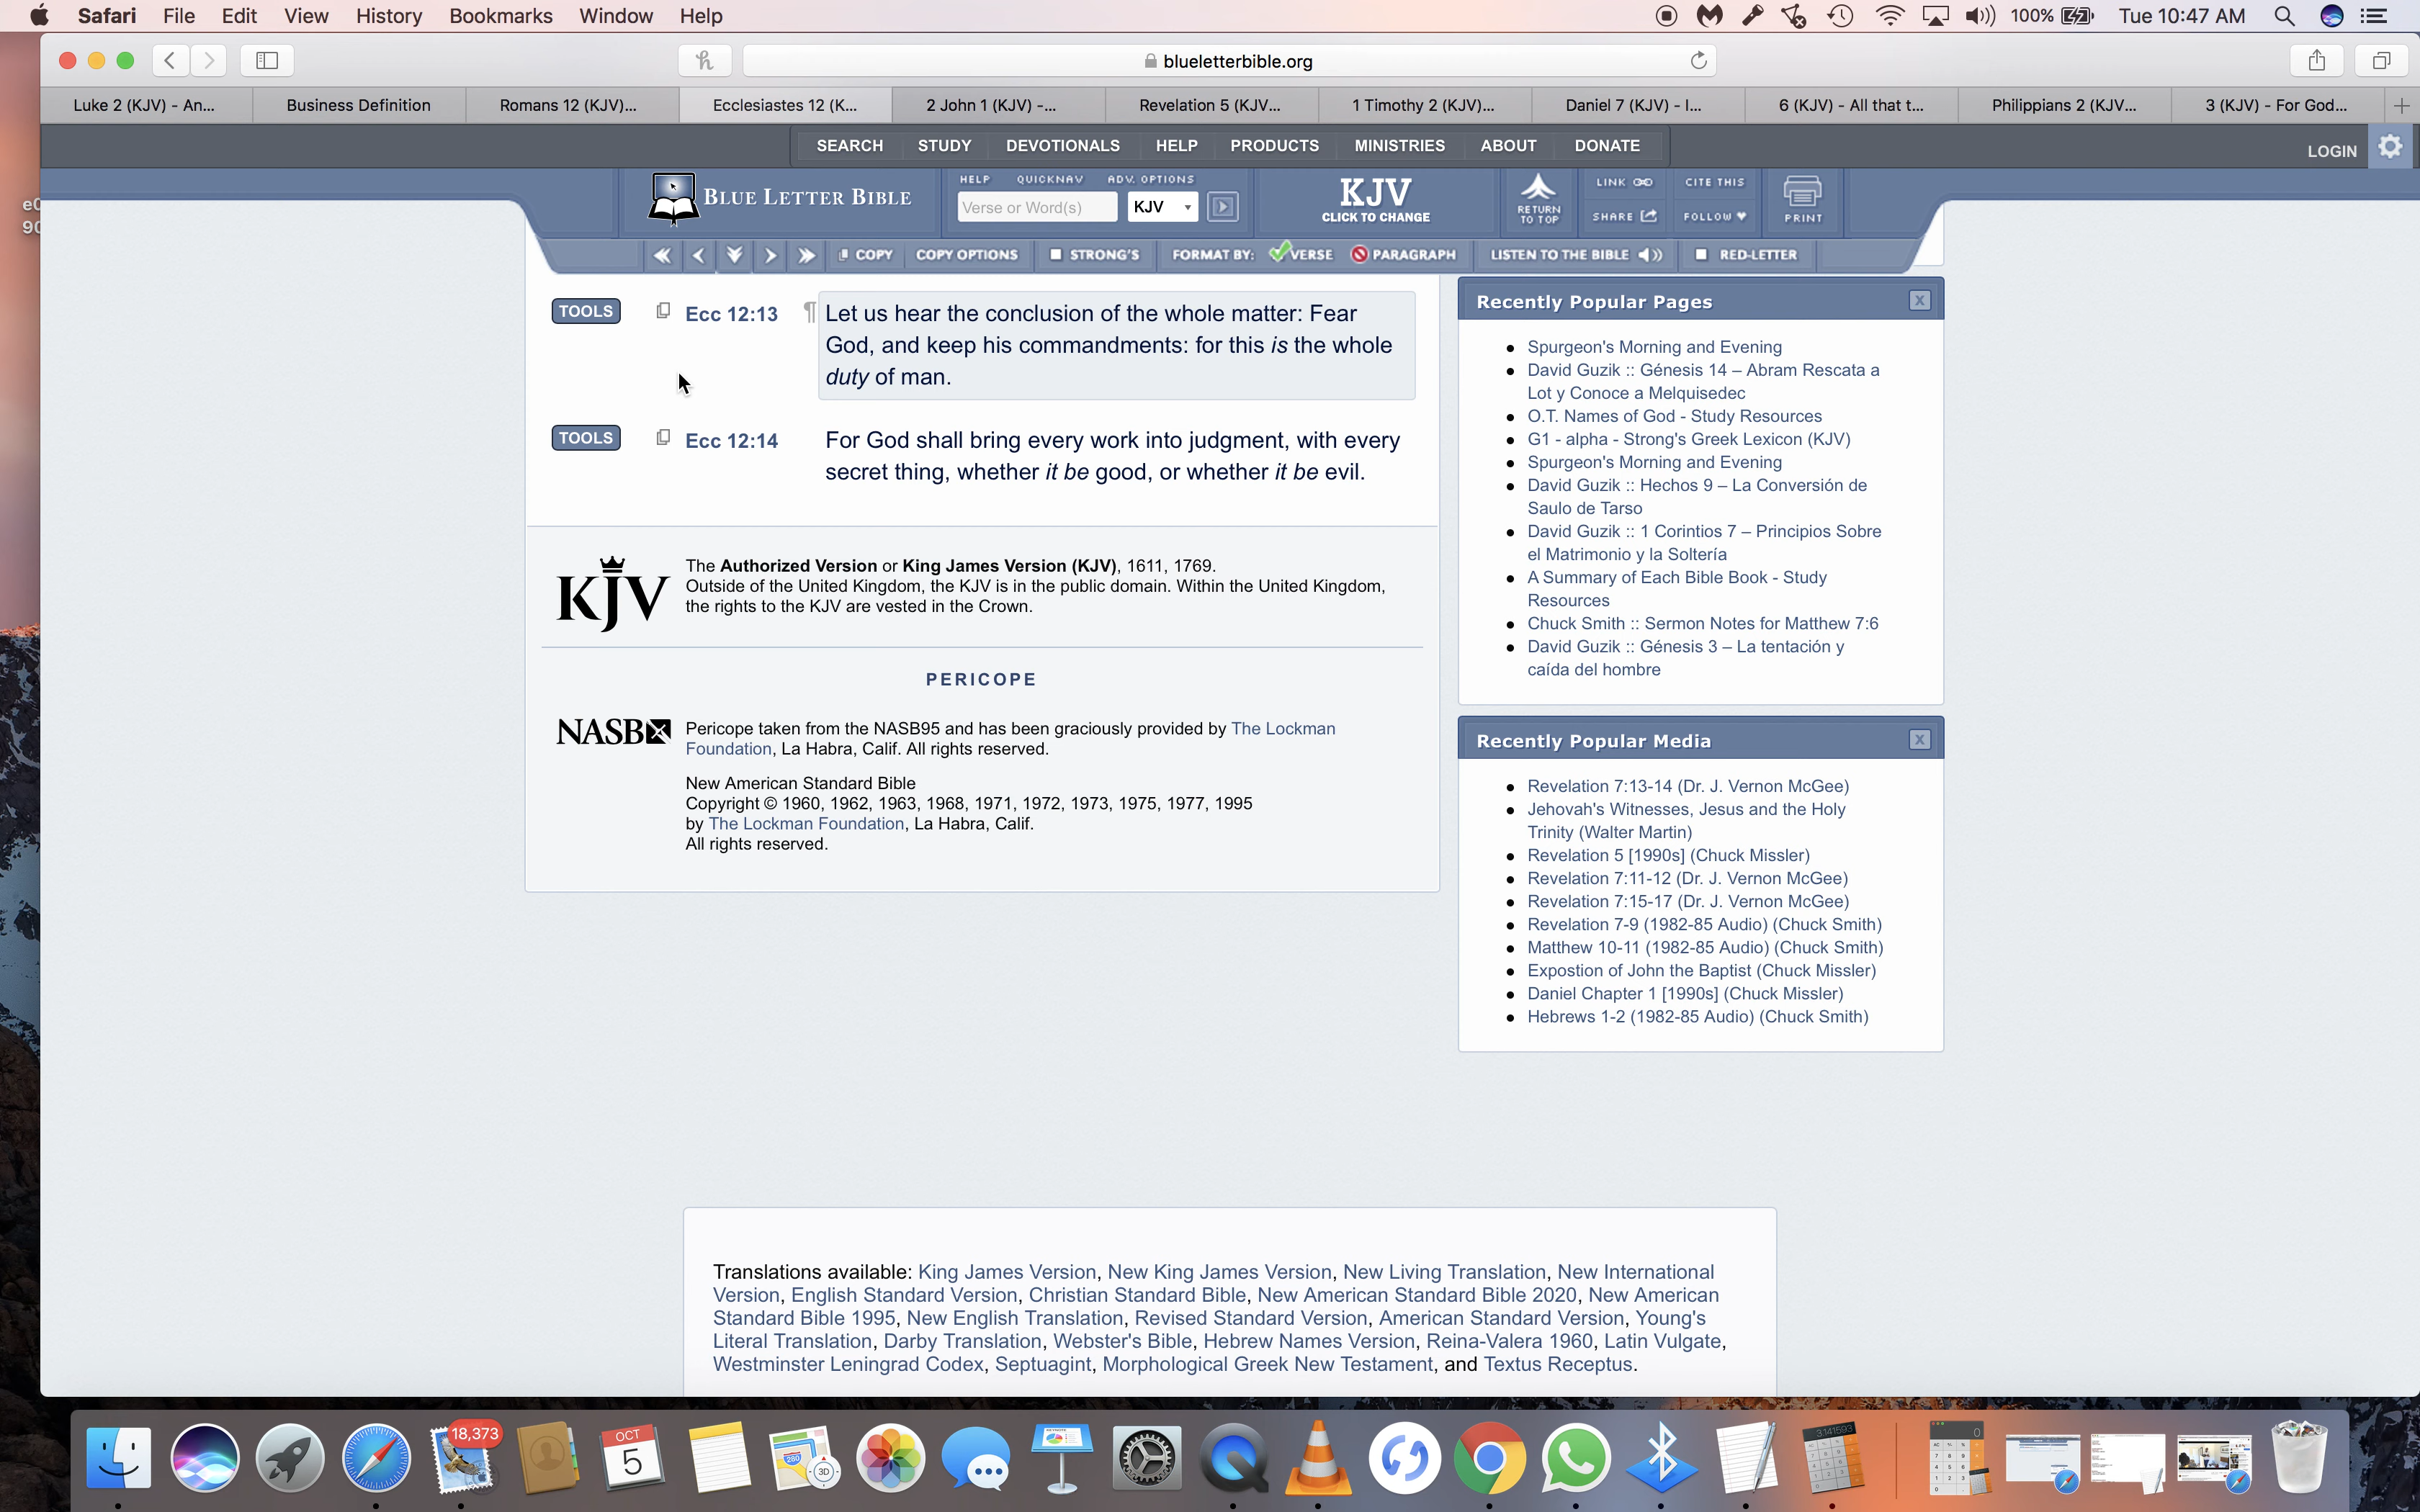 Safari File Edit View History Bookmarks Window Help 100% Tue 10:47 AM
blueletterbible.org
Luke 2 (KJV) - An... Business Definition Romans 12 (KJV)... Ecclesiastes 12 (K... 2 John 1 (KJV) -... Revelation 5 (KJV... 1 Timothy 2 (KJV)... Daniel 7 (KJV) - I... 6 (KJV) - All that t... Philippians 2 (KJV... 3 (KJV) - For God...
SEARCH STUDY DEVOTIONALS HELP PRODUCTS MINISTRIES ABOUT DONATE LOGIN
BLUE LETTER BIBLE
HELP QUICKNAV ADV. OPTIONS
Verse or Word(s) KJV
KJV
CLICK TO CHANGE
RETURN
TO TOP
LINK CITE THIS
SHARE FOLLOW
PRINT
COPY COPY OPTIONS STRONG'S FORMAT BY: VERSE PARAGRAPH LISTEN TO THE BIBLE RED-LETTER
TOOLS Ecc 12:13 ¶ Let us hear the conclusion of the whole matter: Fear
God, and keep his commandments: for this is the whole
duty of man.
TOOLS Ecc 12:14 For God shall bring every work into judgment, with every
secret thing, whether it be good, or whether it be evil.
KJV
The Authorized Version or King James Version (KJV), 1611, 1769.
Outside of the United Kingdom, the KJV is in the public domain. Within the United Kingdom,
the rights to the KJV are vested in the Crown.
PERICOPE
NASB
Pericope taken from the NASB95 and has been graciously provided by The Lockman
Foundation, La Habra, Calif. All rights reserved.
New American Standard Bible
Copyright © 1960, 1962, 1963, 1968, 1971, 1972, 1973, 1975, 1977, 1995
by The Lockman Foundation, La Habra, Calif.
All rights reserved.
Recently Popular Pages X
Spurgeon's Morning and Evening
David Guzik :: Génesis 14 – Abram Rescata a
Lot y Conoce a Melquisedec
O.T. Names of God - Study Resources
G1 - alpha - Strong's Greek Lexicon (KJV)
Spurgeon's Morning and Evening
David Guzik :: Hechos 9 – La Conversión de
Saulo de Tarso
David Guzik :: 1 Corintios 7 – Principios Sobre
el Matrimonio y la Soltería
A Summary of Each Bible Book - Study
Resources
Chuck Smith :: Sermon Notes for Matthew 7:6
David Guzik :: Génesis 3 – La tentación y
caída del hombre
Recently Popular Media X
Revelation 7:13-14 (Dr. J. Vernon McGee)
Jehovah's Witnesses, Jesus and the Holy
Trinity (Walter Martin)
Revelation 5 [1990s] (Chuck Missler)
Revelation 7:11-12 (Dr. J. Vernon McGee)
Revelation 7:15-17 (Dr. J. Vernon McGee)
Revelation 7-9 (1982-85 Audio) (Chuck Smith)
Matthew 10-11 (1982-85 Audio) (Chuck Smith)
Expostion of John the Baptist (Chuck Missler)
Daniel Chapter 1 [1990s] (Chuck Missler)
Hebrews 1-2 (1982-85 Audio) (Chuck Smith)
Translations available: King James Version, New King James Version, New Living Translation, New International
Version, English Standard Version, Christian Standard Bible, New American Standard Bible 2020, New American
Standard Bible 1995, New English Translation, Revised Standard Version, American Standard Version, Young's
Literal Translation, Darby Translation, Webster's Bible, Hebrew Names Version, Reina-Valera 1960, Latin Vulgate,
Westminster Leningrad Codex, Septuagint, Morphological Greek New Testament, and Textus Receptus.
18,373
OCT
5
280
3D
3.141593
0